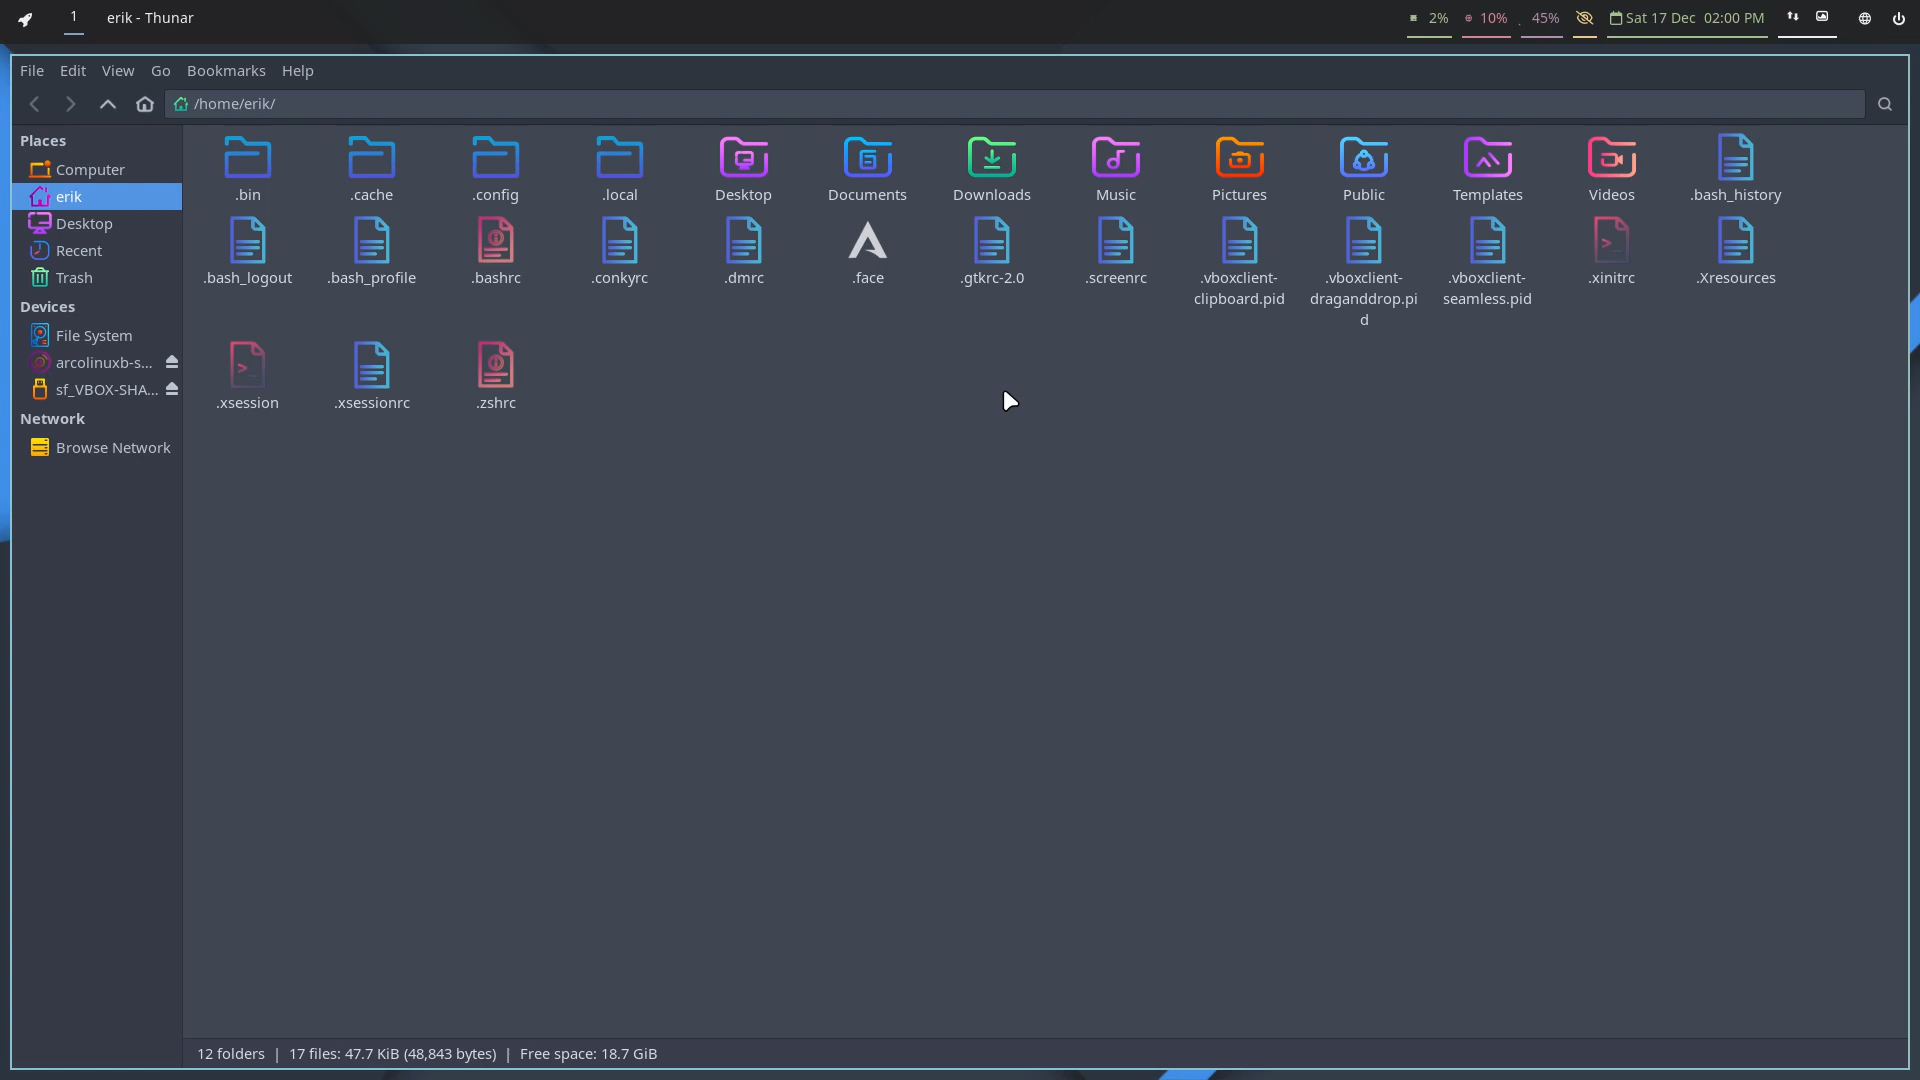 1 erik - Thunar 2% 10% 45% Sat 17 Dec 02:00 PM
File Edit View Go Bookmarks Help
/home/erik/
Places
Computer
erik
Desktop
Recent
Trash
Devices
File System
arcolinuxb-s...
sf_VBOX-SHA...
Network
Browse Network
.bin .cache .config .local Desktop Documents Downloads Music Pictures Public Templates Videos .bash_history
.bash_logout .bash_profile .bashrc .conkyrc .dmrc .face .gtkrc-2.0 .screenrc .vboxclient- .vboxclient- .vboxclient- .xinitrc .Xresources
clipboard.pid draganddrop.pi seamless.pid
d
.xsession .xsessionrc .zshrc
12 folders | 17 files: 47.7 KiB (48,843 bytes) | Free space: 18.7 GiB